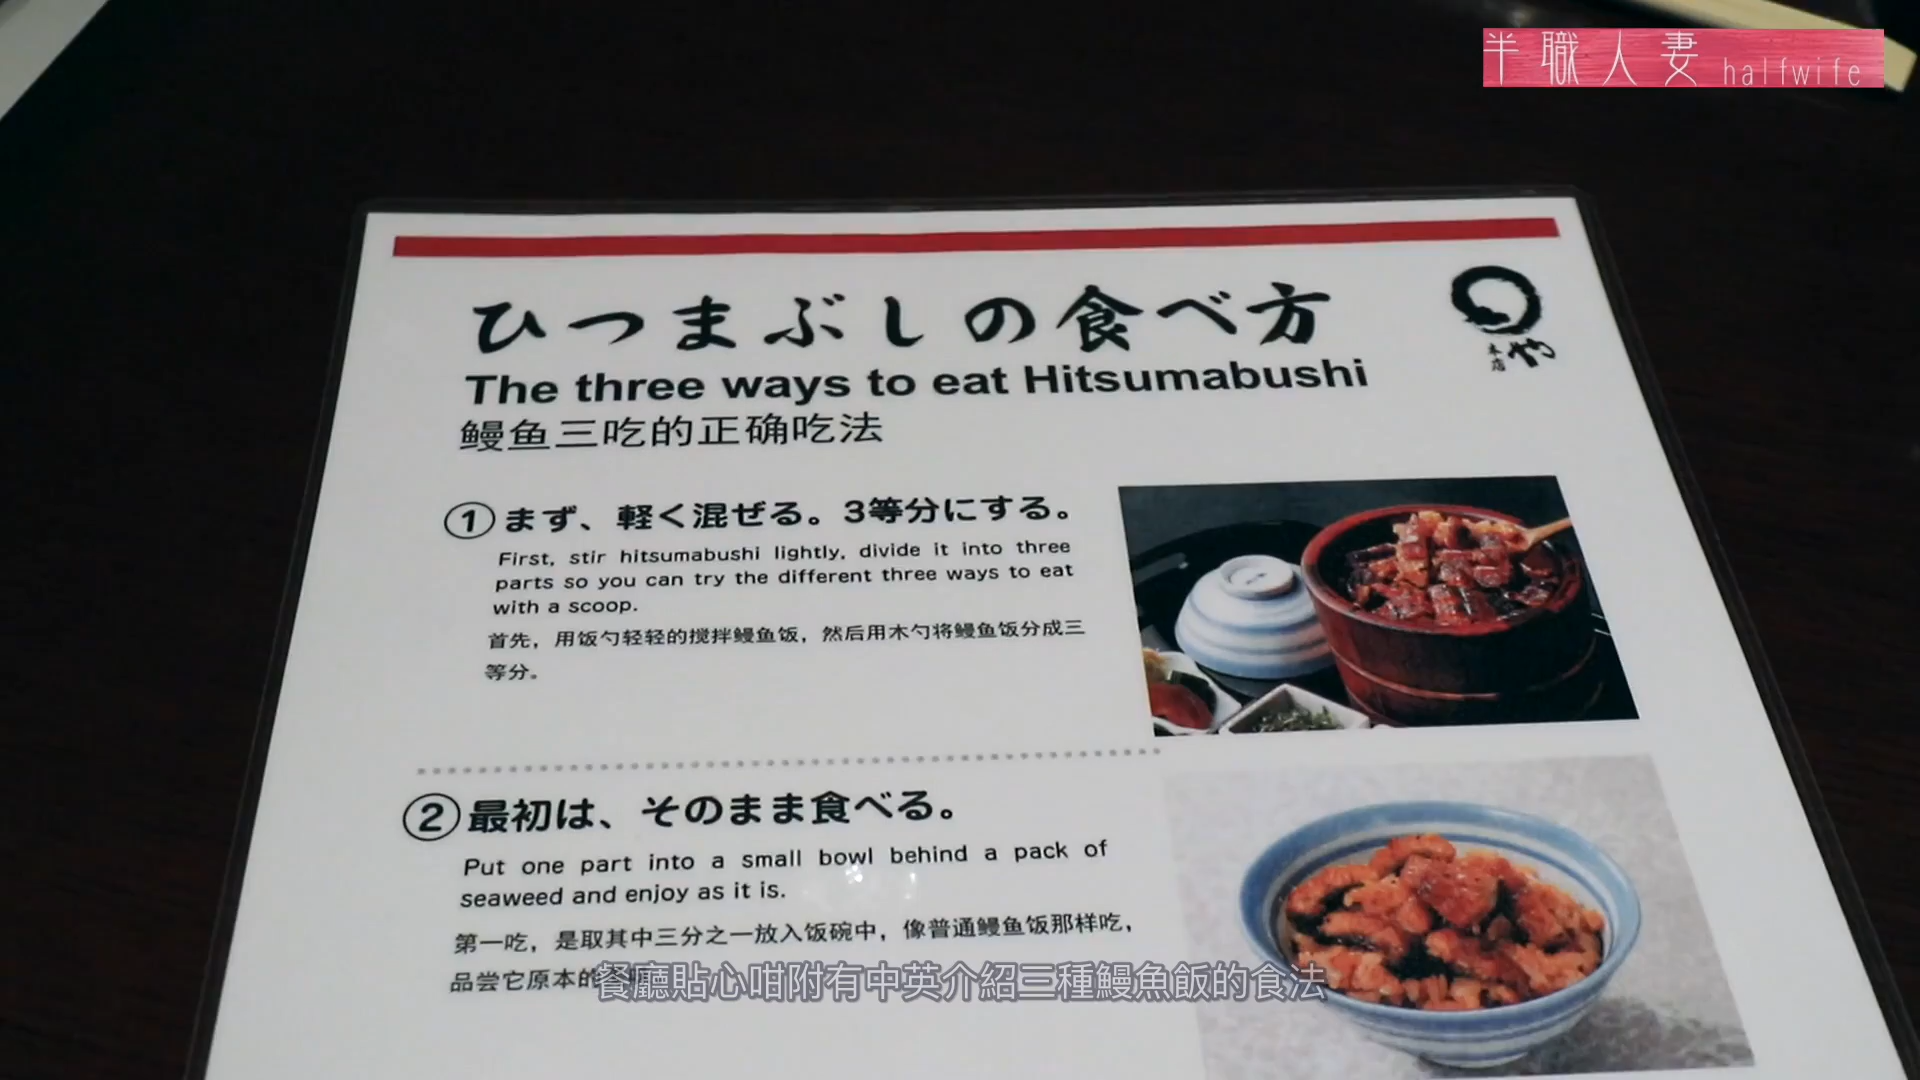 半職人妻 halfwife
ひつまぶしの食べ方
The three ways to eat Hitsumabushi
鳗鱼三吃的正确吃法
本店
① まず、軽く混ぜる。3等分にする。
First, stir hitsumabushi lightly, divide it into three
parts so you can try the different three ways to eat
with a scoop.
首先，用饭勺轻轻的搅拌鳗鱼饭，然后用木勺将鳗鱼饭分成三
等分。
② 最初は、そのまま食べる。
Put one part into a small bowl behind a pack of
seaweed and enjoy as it is.
第一吃，是取其中三分之一放入饭碗中，像普通鳗鱼饭那样吃，
品尝它原本的
餐廳貼心咁附有中英介紹三種鰻魚飯的食法